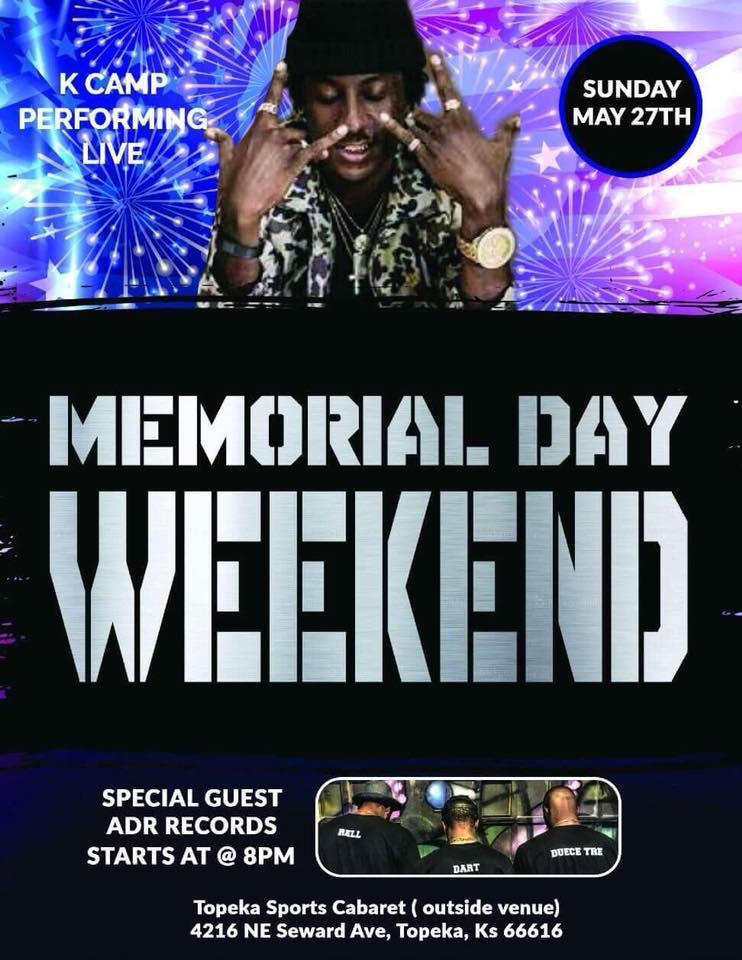 K CAMP
PERFORMING
LIVE
SUNDAY
MAY 27TH
MEMORIAL DAY
WEEKEND
SPECIAL GUEST
ADR RECORDS
STARTS AT @ 8PM
RELL
DART
DUECE TRE
Topeka Sports Cabaret ( outside venue)
4216 NE Seward Ave, Topeka, Ks 66616